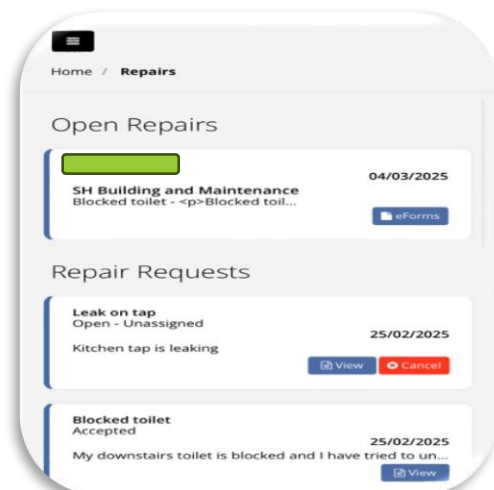 Home / Repairs
Open Repairs
04/03/2025
SH Building and Maintenance
Blocked toilet - <p>Blocked toil...
eForms
Repair Requests
Leak on tap
Open - Unassigned
25/02/2025
Kitchen tap is leaking
View Cancel
Blocked toilet
Accepted
25/02/2025
My downstairs toilet is blocked and I have tried to un...
View